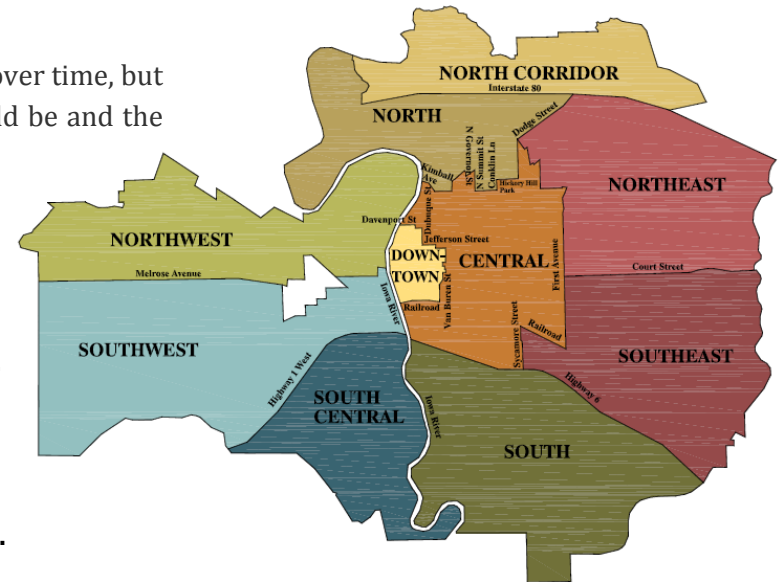 over time, but
ld be and the
NORTH CORRIDOR
Interstate 80
NORTH
Dodge Street
N Governor St
N Summit St
Conklin Ln
Kimball
Ave
Hickory Hill
Park
NORTHEAST
Dubuque St
Davenport St
NORTHWEST
Jefferson Street
DOWN-
TOWN
CENTRAL
First Avenue
Court Street
Melrose Avenue
Iowa River
Van Buren St
Railroad
Sycamore Street
Railroad
SOUTHWEST
SOUTHEAST
Highway 1 West
Highway 6
SOUTH
CENTRAL
Iowa River
SOUTH
.